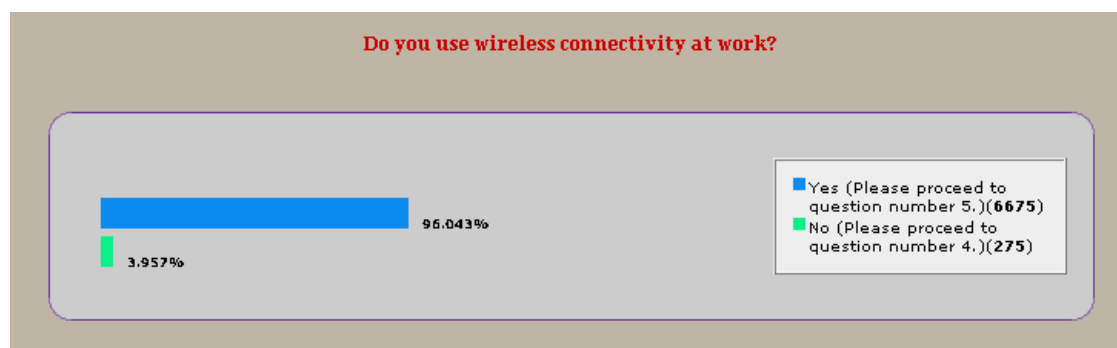 Do you use wireless connectivity at work?
96.043%
3.957%
Yes (Please proceed to
question number 5.)(6675)
No (Please proceed to
question number 4.)(275)